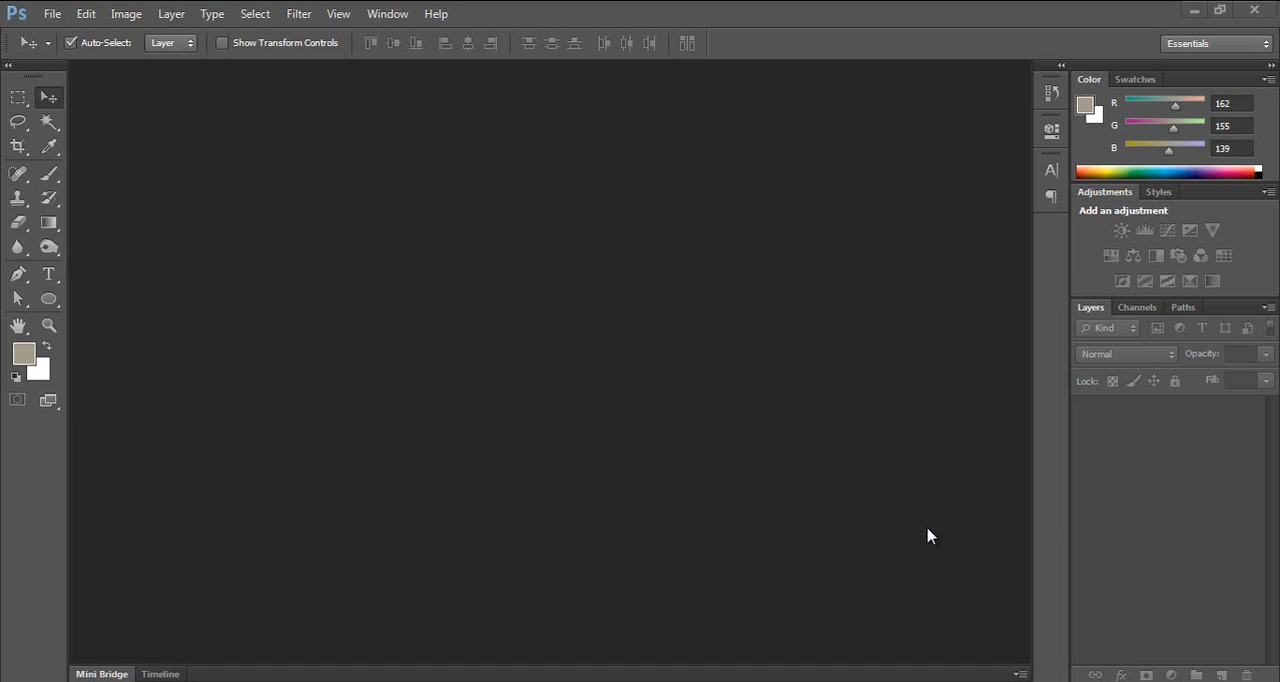 Ps File Edit Image Layer Type Select Filter View Window Help
Auto-Select: Layer Show Transform Controls Essentials
Color Swatches
R 162
G 155
B 139
Adjustments Styles
Add an adjustment
Layers Channels Paths
Kind
Normal Opacity:
Lock: Fill:
Mini Bridge Timeline